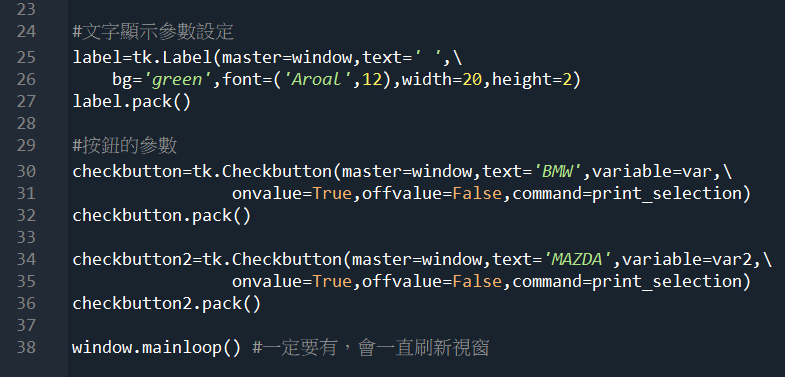 23
24 #文字顯示參數設定
25 label=tk.Label(master=window,text=' ',\
26     bg='green',font=('Aroal',12),width=20,height=2)
27 label.pack()
28
29 #按鈕的參數
30 checkbutton=tk.Checkbutton(master=window,text='BMW',variable=var,\
31                onvalue=True,offvalue=False,command=print_selection)
32 checkbutton.pack()
33
34 checkbutton2=tk.Checkbutton(master=window,text='MAZDA',variable=var2,\
35                onvalue=True,offvalue=False,command=print_selection)
36 checkbutton2.pack()
37
38 window.mainloop() #一定要有，會一直刷新視窗